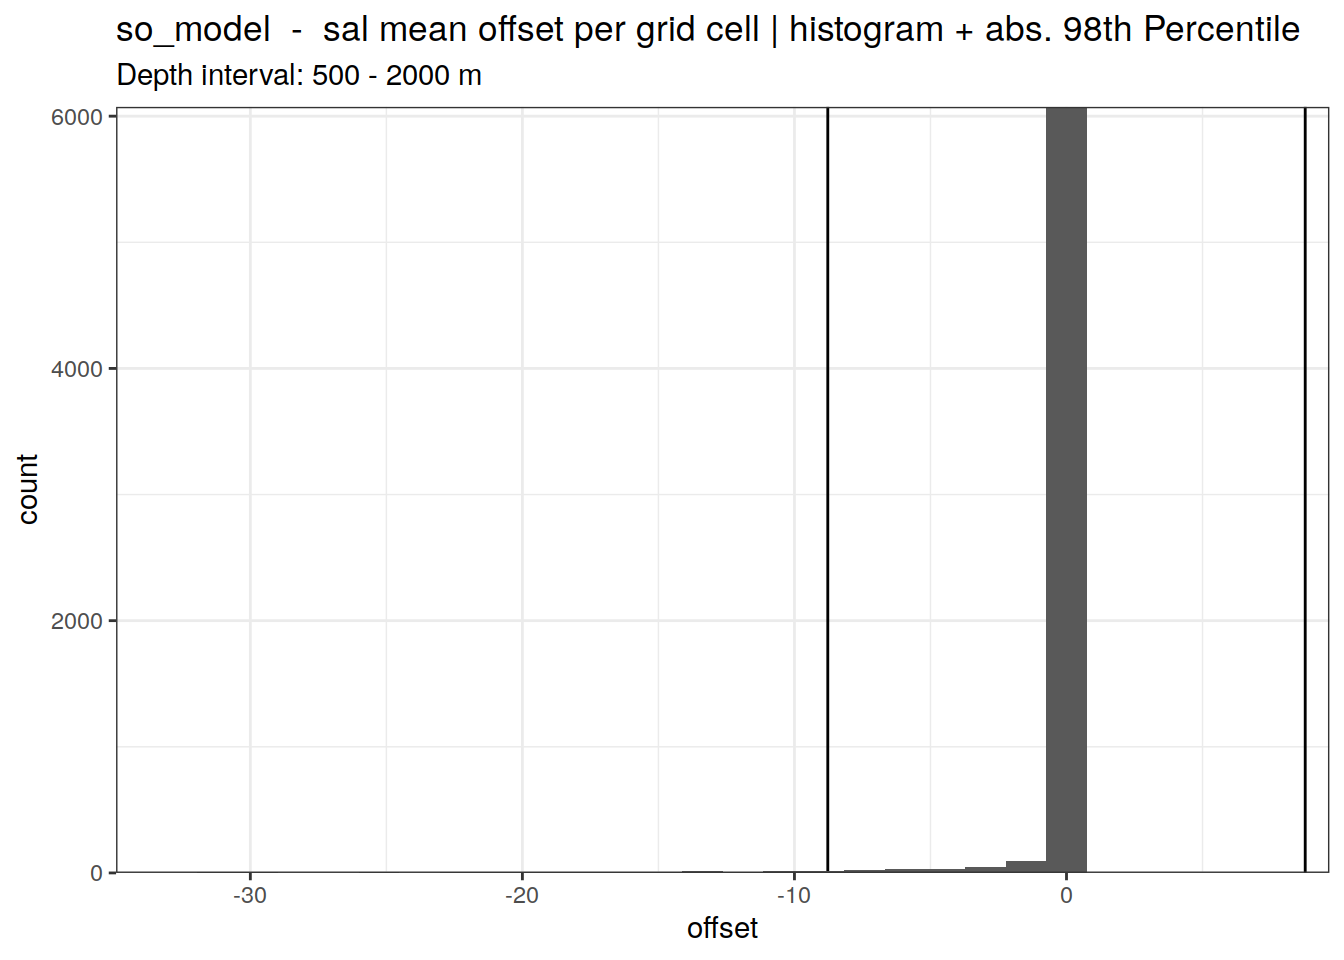 so_model  -  sal mean offset per grid cell | histogram + abs. 98th Percentile
Depth interval: 500 - 2000 m
6000
4000
2000
0
count
-30
-20
-10
0
offset